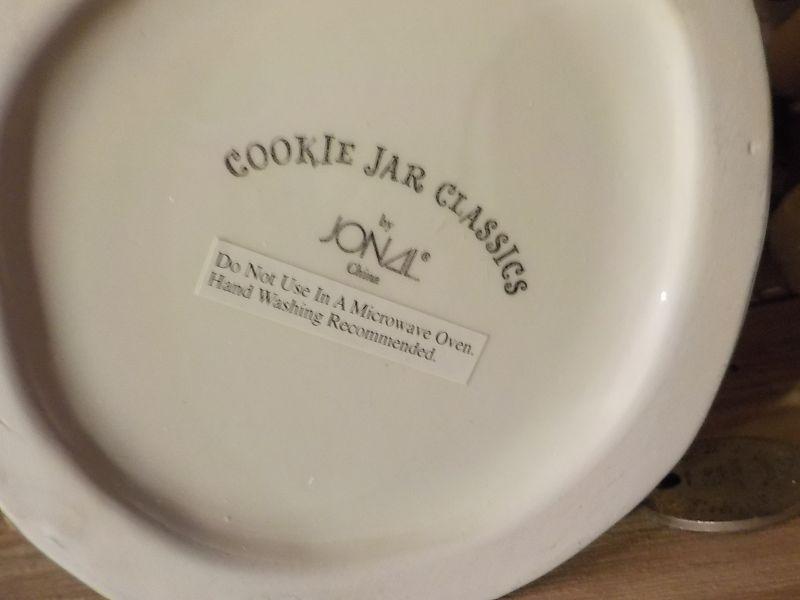 COOKIE JAR CLASSICS
by
JONAL®
China
Do Not Use In A Microwave Oven.
Hand Washing Recommended.